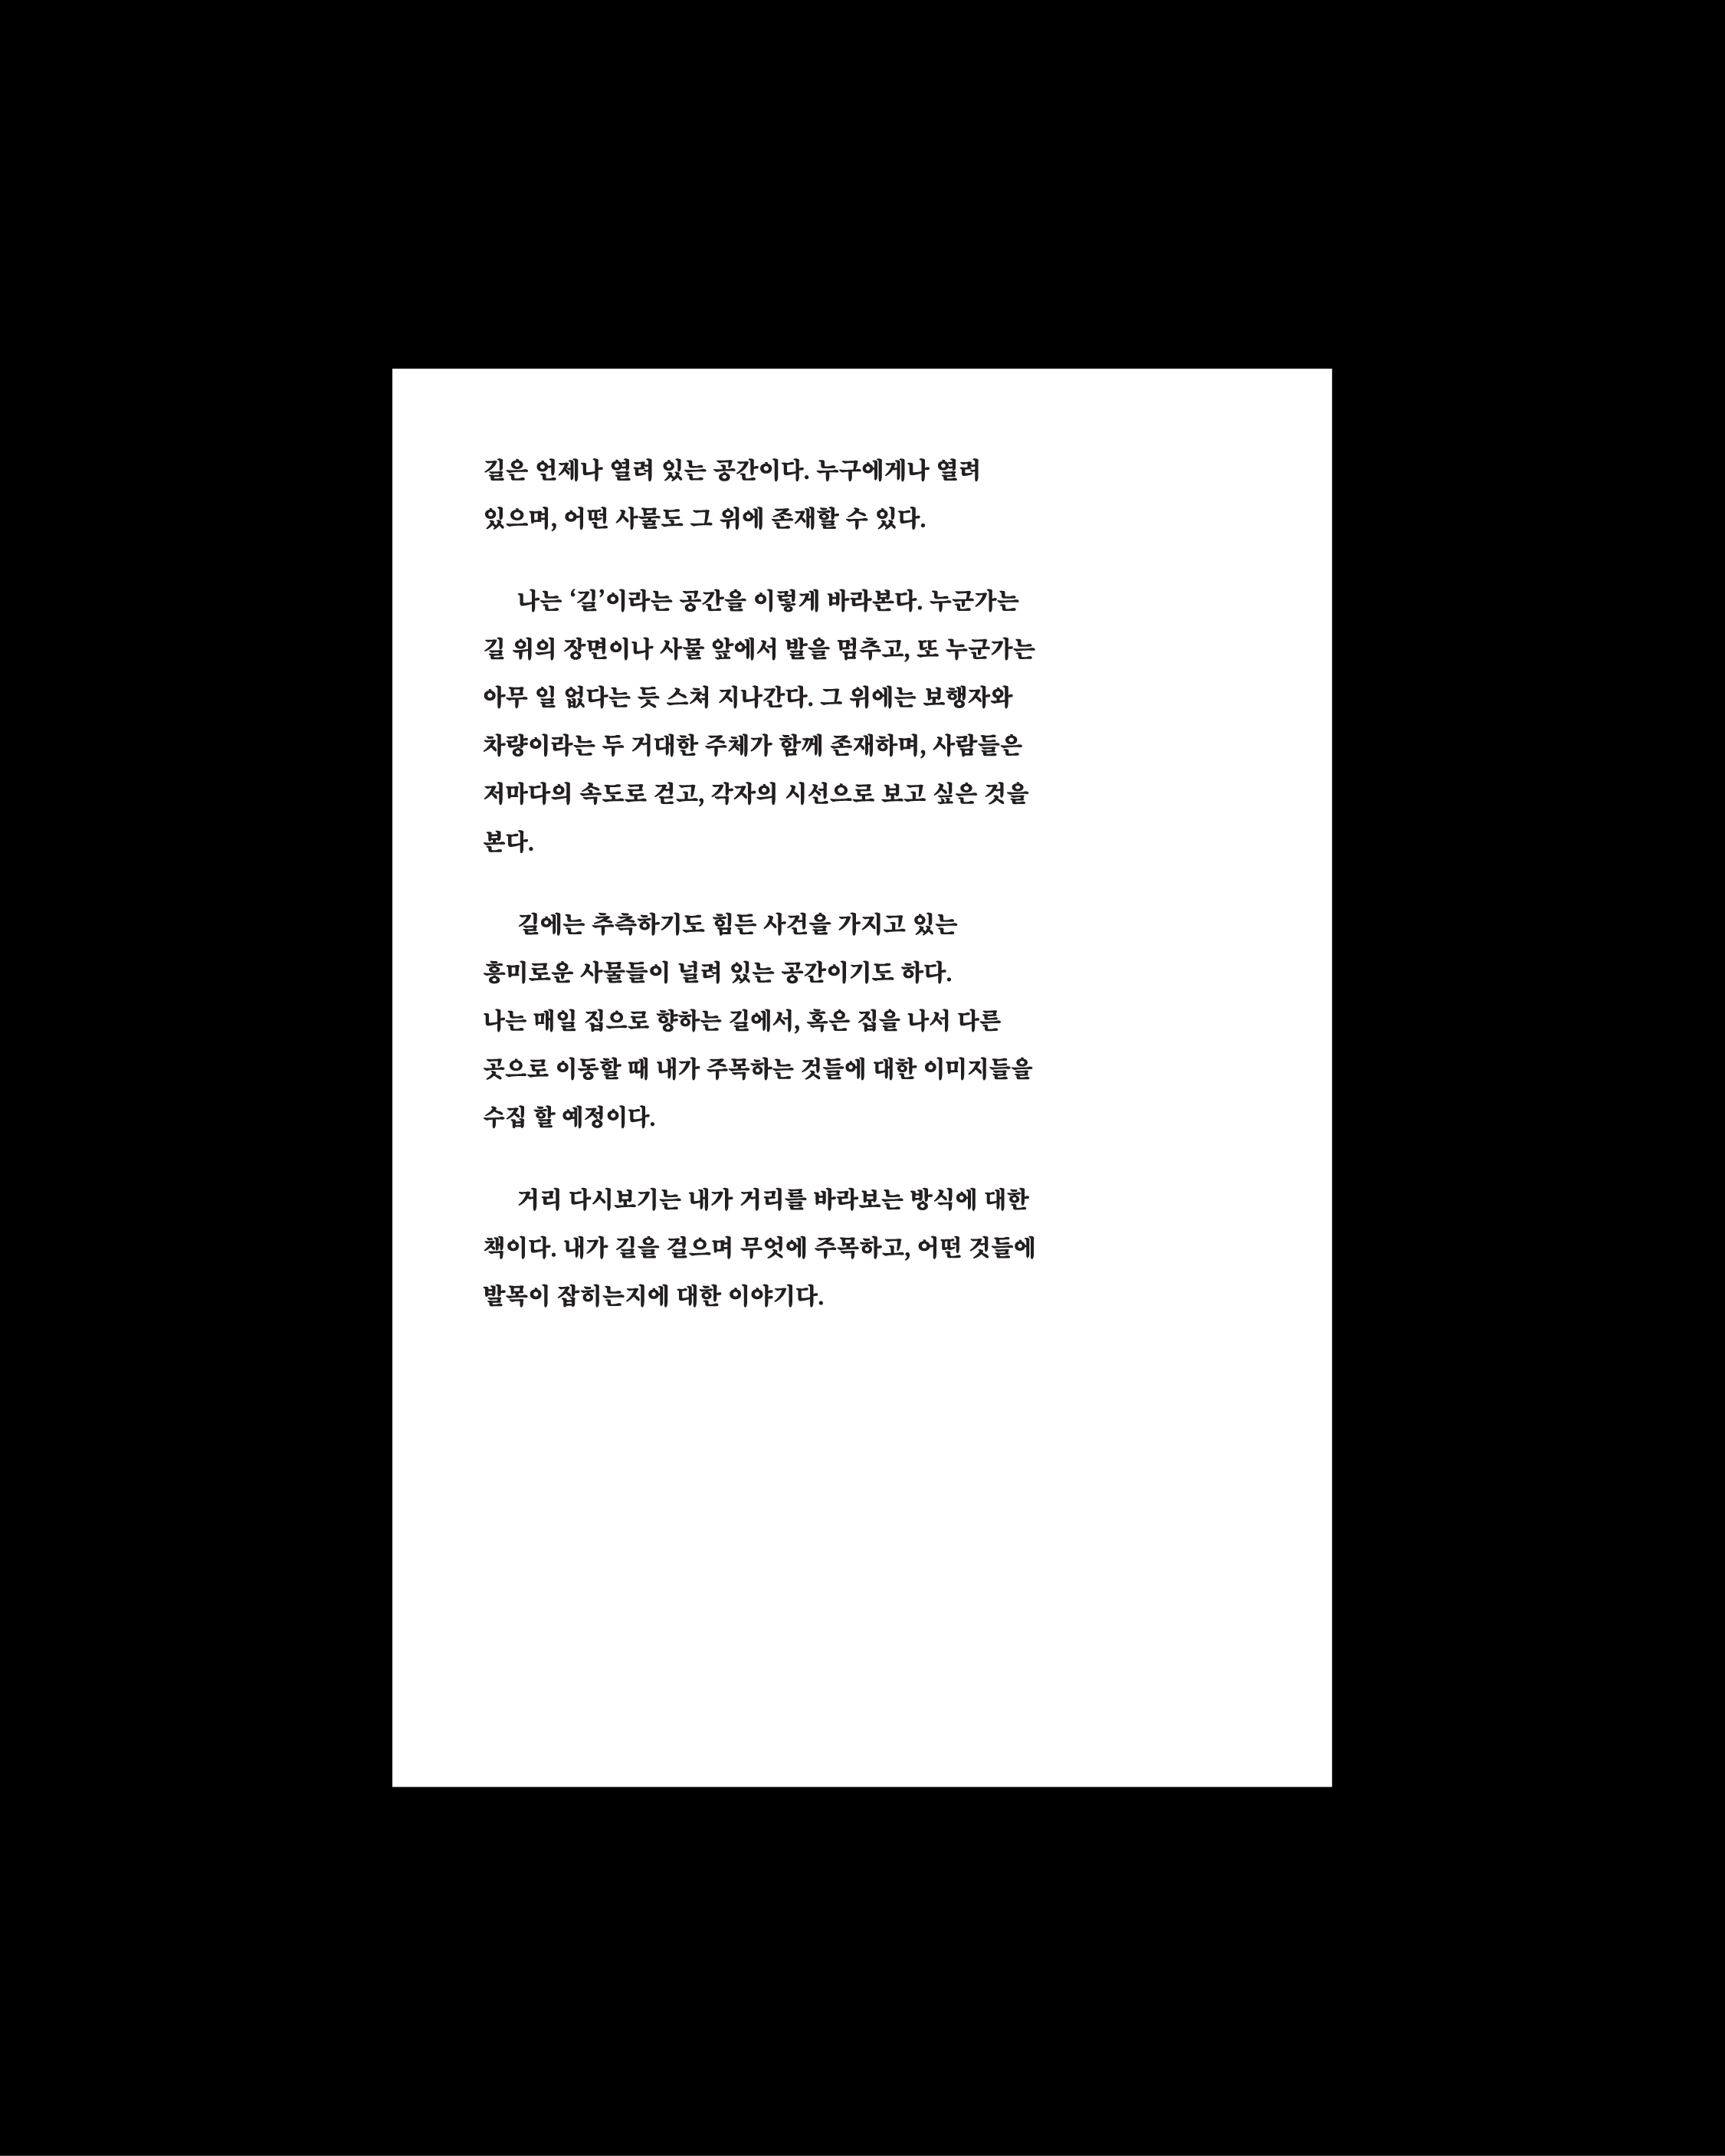 길은 언제나 열려 있는 공간이다. 누구에게나 열려
있으며, 어떤 사물도 그 위에 존재할 수 있다.
나는 ‘길’이라는 공간을 이렇게 바라본다. 누군가는
길 위의 장면이나 사물 앞에서 발을 멈추고, 또 누군가는
아무 일 없다는 듯 스쳐 지나간다. 그 위에는 보행자와
차량이라는 두 거대한 주체가 함께 존재하며, 사람들은
저마다의 속도로 걷고, 각자의 시선으로 보고 싶은 것을
본다.
길에는 추측하기도 힘든 사건을 가지고 있는
흥미로운 사물들이 널려 있는 공간이기도 하다.
나는 매일 집으로 향하는 길에서, 혹은 집을 나서 다른
곳으로 이동할 때 내가 주목하는 것들에 대한 이미지들을
수집 할 예정이다.
거리 다시보기는 내가 거리를 바라보는 방식에 대한
책이다. 내가 길을 걸으며 무엇에 주목하고, 어떤 것들에
발목이 잡히는지에 대한 이야기다.